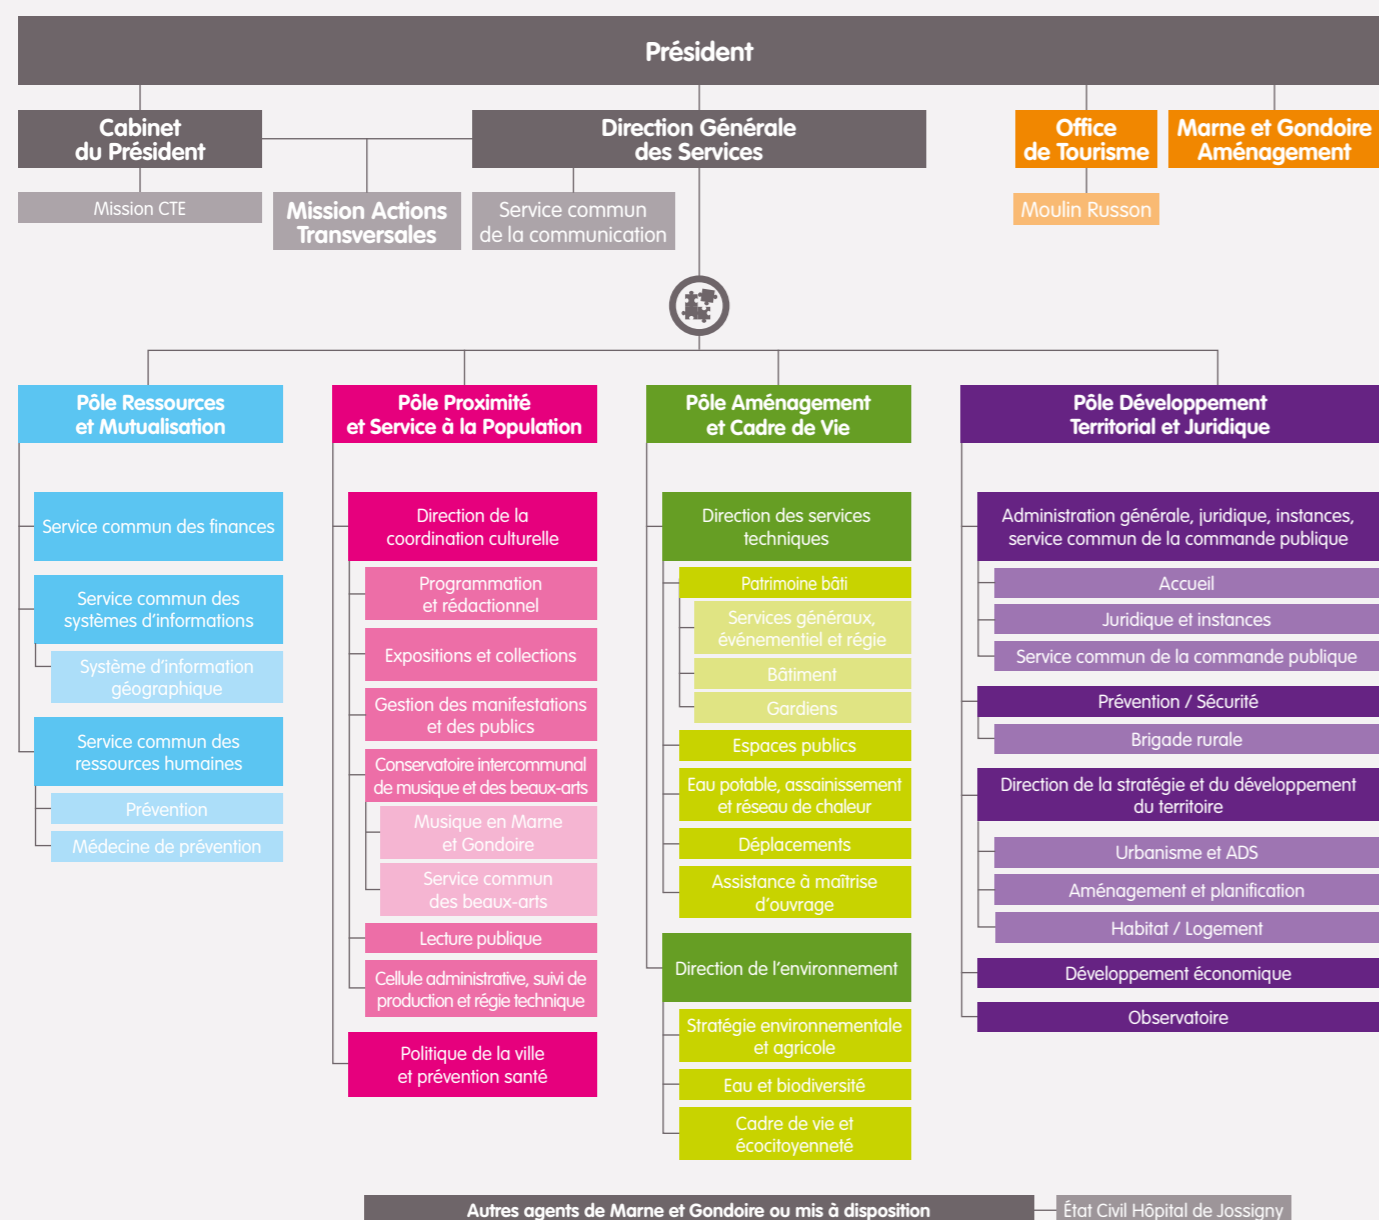 Président
Cabinet
du Président
Direction Générale
des Services
Office
de Tourisme
Marne et Gondoire
Aménagement
Mission CTE
Mission Actions
Transversales
Service commun
de la communication
Moulin Russon
Pôle Ressources
et Mutualisation
Service commun des finances
Service commun des
systèmes d'informations
Système d'information
géographique
Service commun des
ressources humaines
Prévention
Médecine de prévention
Pôle Proximité
et Service à la Population
Direction de la
coordination culturelle
Programmation
et rédactionnel
Expositions et collections
Gestion des manifestations
et des publics
Conservatoire intercommunal
de musique et des beaux-arts
Musique en Marne
et Gondoire
Service commun
des beaux-arts
Lecture publique
Cellule administrative, suivi de
production et régie technique
Politique de la ville
et prévention santé
Pôle Aménagement
et Cadre de Vie
Direction des services
techniques
Patrimoine bâti
Services généraux,
événementiel et régie
Bâtiment
Gardiens
Espaces publics
Eau potable, assainissement
et réseau de chaleur
Déplacements
Assistance à maîtrise
d'ouvrage
Direction de l'environnement
Stratégie environnementale
et agricole
Eau et biodiversité
Cadre de vie et
écocitoyenneté
Pôle Développement
Territorial et Juridique
Administration générale, juridique, instances,
service commun de la commande publique
Accueil
Juridique et instances
Service commun de la commande publique
Prévention / Sécurité
Brigade rurale
Direction de la stratégie et du développement
du territoire
Urbanisme et ADS
Aménagement et planification
Habitat / Logement
Développement économique
Observatoire
Autres agents de Marne et Gondoire ou mis à disposition
État Civil Hôpital de Jossigny